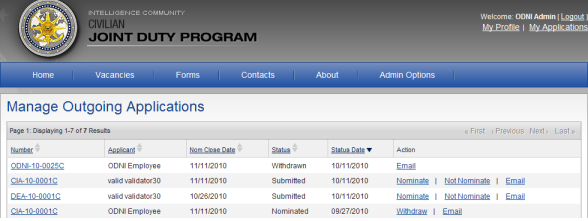 INTELLIGENCE COMMUNITY
CIVILIAN
JOINT DUTY PROGRAM
Welcome: ODNI Admin | Logout |
My Profile | My Applications
Home Vacancies Forms Contacts About Admin Options
Manage Outgoing Applications
Page 1: Displaying 1-7 of 7 Results « First ‹ Previous Next › Last »
Number Applicant Nom Close Date Status Status Date ▼ Action
ODNI-10-0025C ODNI Employee 11/11/2010 Withdrawn 10/11/2010 Email
CIA-10-0001C valid validator30 11/11/2010 Submitted 10/11/2010 Nominate | Not Nominate | Email
DEA-10-0001C valid validator30 10/26/2010 Submitted 10/11/2010 Nominate | Not Nominate | Email
CIA-10-0001C ODNI Employee 11/11/2010 Nominated 09/27/2010 Withdraw | Email